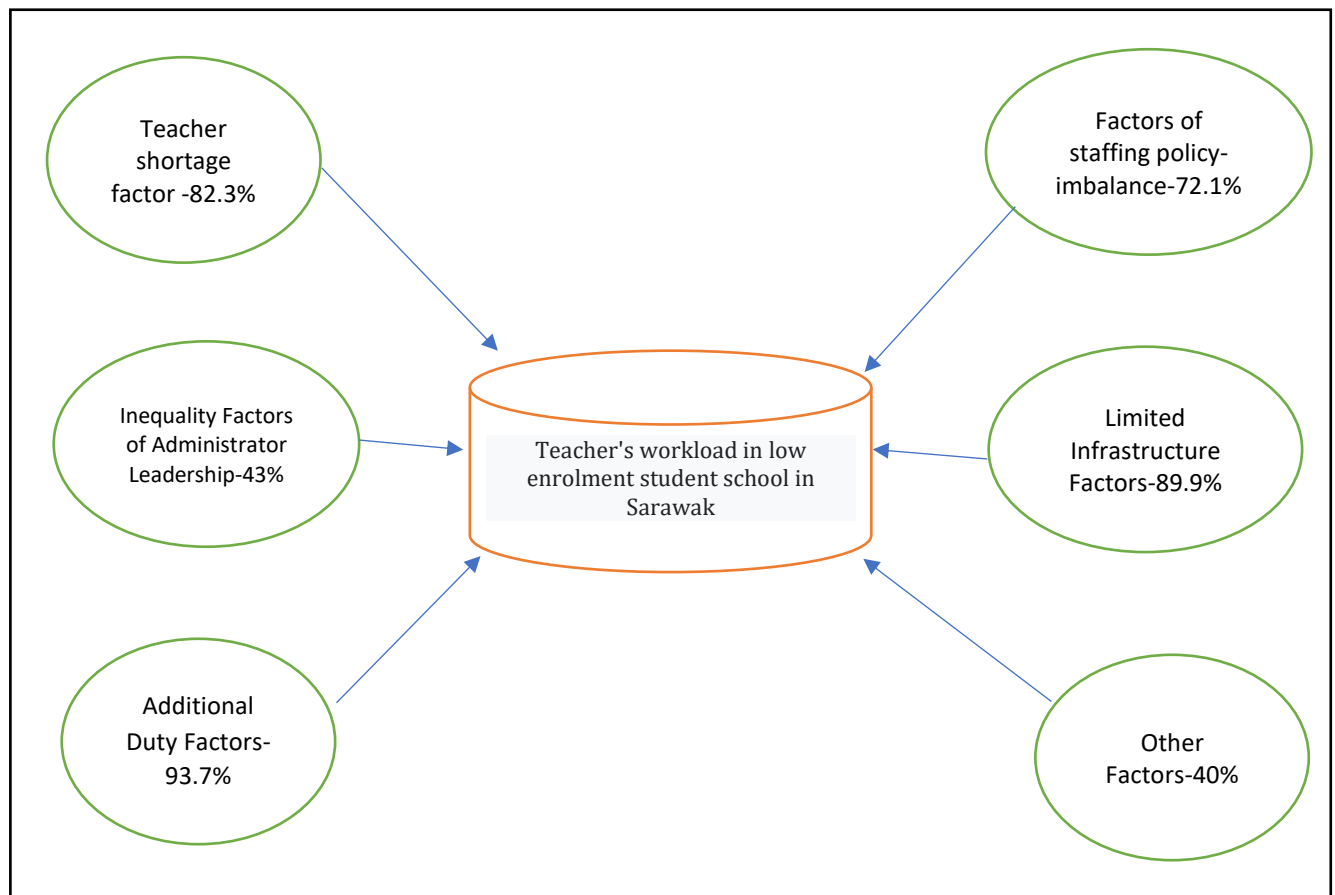 Teacher
shortage
factor -82.3%
Factors of
staffing policy-
imbalance-72.1%
Inequality Factors
of Administrator
Leadership-43%
Teacher's workload in low
enrolment student school in
Sarawak
Limited
Infrastructure
Factors-89.9%
Additional
Duty Factors-
93.7%
Other
Factors-40%